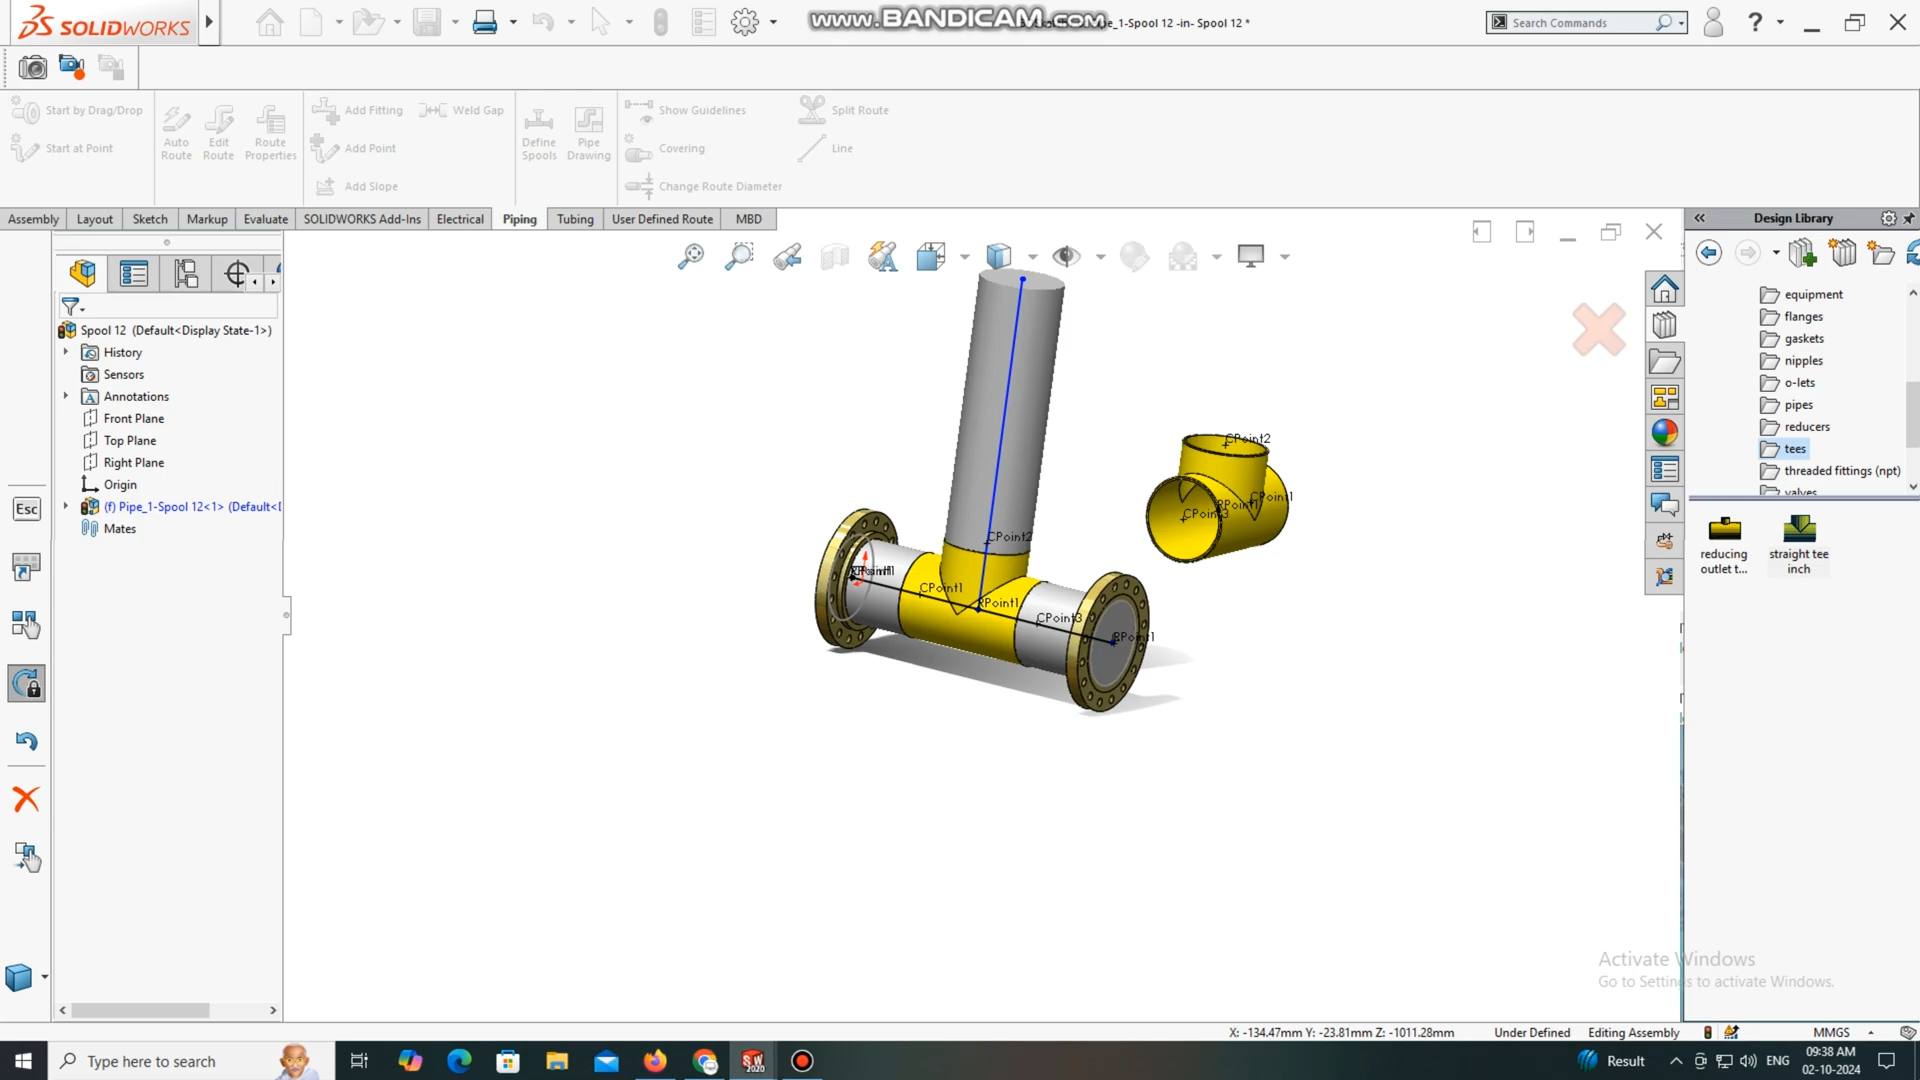 SOLIDWORKS
www.BANDICAM.com
Pipe_1-Spool 12 -in- Spool 12 *
Search Commands
?
Start by Drag/Drop
Start at Point
Auto Route
Edit Route
Route Properties
Add Fitting
Weld Gap
Add Point
Add Slope
Define Spools
Pipe Drawing
Show Guidelines
Covering
Change Route Diameter
Split Route
Line
Assembly
Layout
Sketch
Markup
Evaluate
SOLIDWORKS Add-Ins
Electrical
Piping
Tubing
User Defined Route
MBD
Design Library
Spool 12 (Default<Display State-1>)
History
Sensors
Annotations
Front Plane
Top Plane
Right Plane
Origin
(f) Pipe_1-Spool 12<1> (Default<
Mates
Esc
CPoint2
CPoint1
RPoint1
CPoint3
RPoint1
CPoint2
CPoint1
RPoint1
CPoint3
equipment
flanges
gaskets
nipples
o-lets
pipes
reducers
tees
threaded fittings (npt)
valves
reducing outlet t...
straight tee inch
Activate Windows
Go to Settings to activate Windows.
X: -134.47mm Y: -23.81mm Z: -1011.28mm
Under Defined
Editing Assembly
MMGS
Type here to search
SW
2020
Result
ENG
09:38 AM
02-10-2024